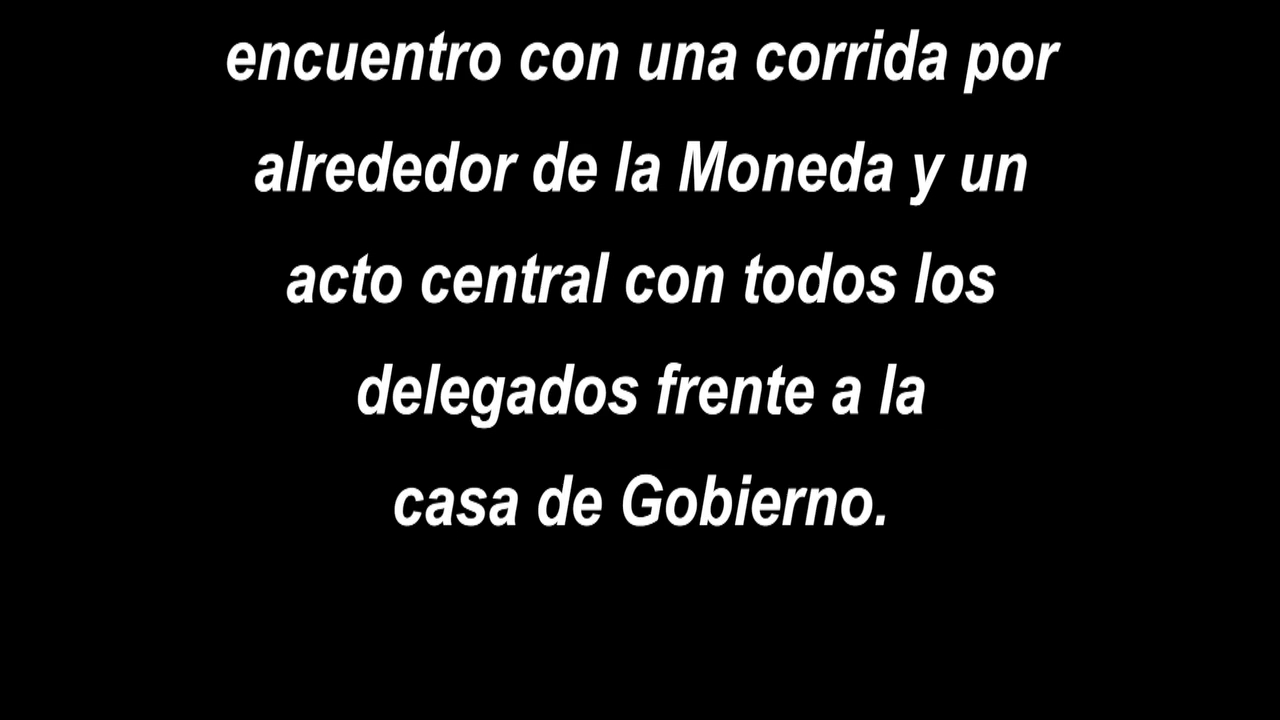 encuentro con una corrida por
alrededor de la Moneda y un
acto central con todos los
delegados frente a la
casa de Gobierno.